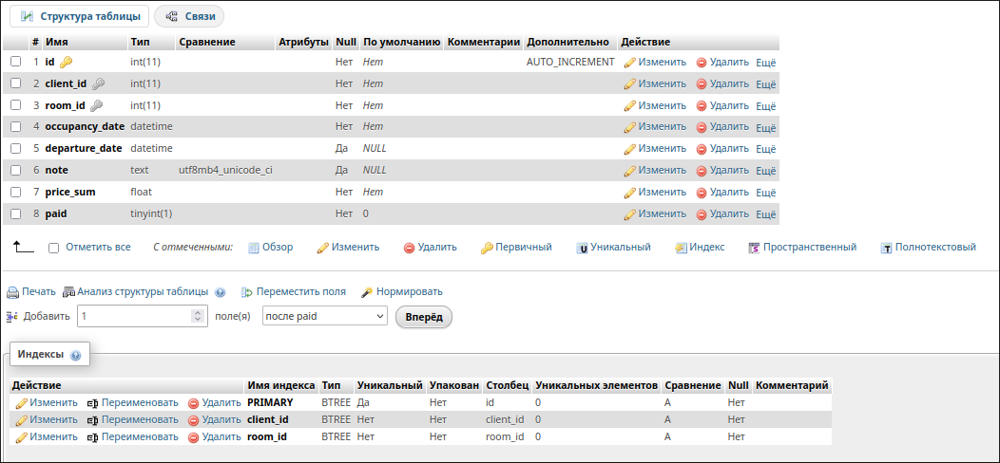 Структура таблицы Связи
# Имя Тип Сравнение Атрибуты Null По умолчанию Комментарии Дополнительно Действие
1 id int(11) Нет Нет AUTO_INCREMENT Изменить Удалить Ещё
2 client_id int(11) Нет Нет Изменить Удалить Ещё
3 room_id int(11) Нет Нет Изменить Удалить Ещё
4 occupancy_date datetime Нет Нет Изменить Удалить Ещё
5 departure_date datetime Да NULL Изменить Удалить Ещё
6 note text utf8mb4_unicode_ci Да NULL Изменить Удалить Ещё
7 price_sum float Нет Нет Изменить Удалить Ещё
8 paid tinyint(1) Нет 0 Изменить Удалить Ещё
Отметить все С отмеченными: Обзор Изменить Удалить Первичный U Уникальный Индекс S Пространственный T Полнотекстовый
Печать Анализ структуры таблицы Переместить поля Нормировать
Добавить 1 поле(я) после paid Вперёд
Индексы
Действие Имя индекса Тип Уникальный Упакован Столбец Уникальных элементов Сравнение Null Комментарий
Изменить Переименовать Удалить PRIMARY BTREE Да Нет id 0 A Нет
Изменить Переименовать Удалить client_id BTREE Нет Нет client_id 0 A Нет
Изменить Переименовать Удалить room_id BTREE Нет Нет room_id 0 A Нет